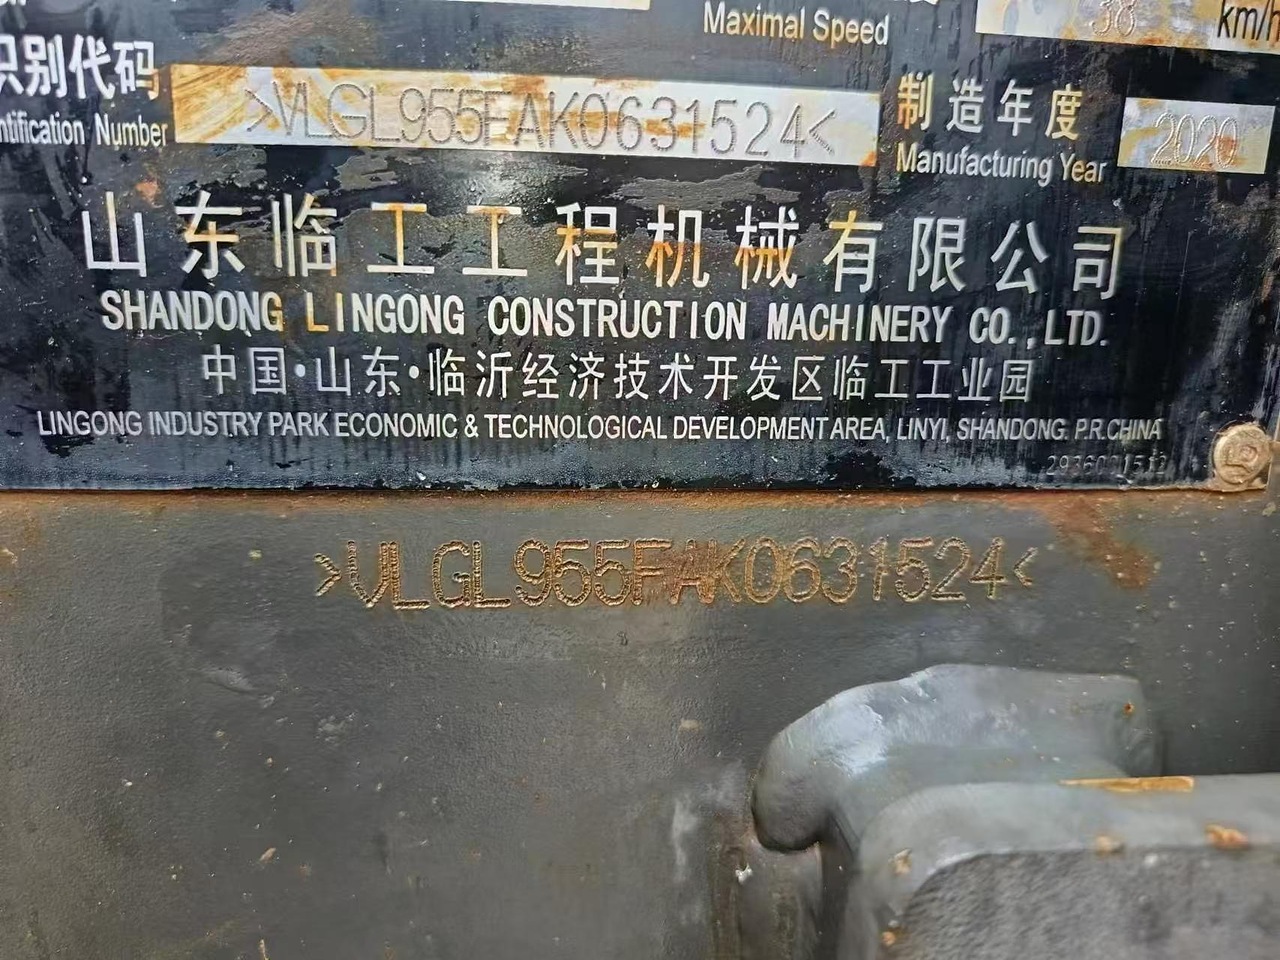 Maximal Speed 38 km/h
识别代码 >VLGL955FAK0631524< 制造年度 2020
ntification Number Manufacturing Year
山东临工工程机械有限公司
SHANDONG LINGONG CONSTRUCTION MACHINERY CO.,LTD.
中国·山东·临沂经济技术开发区临工工业园
LINGONG INDUSTRY PARK ECONOMIC & TECHNOLOGICAL DEVELOPMENT AREA, LINYI, SHANDONG. P.R.CHINA
>VLGL955FAK0631524<